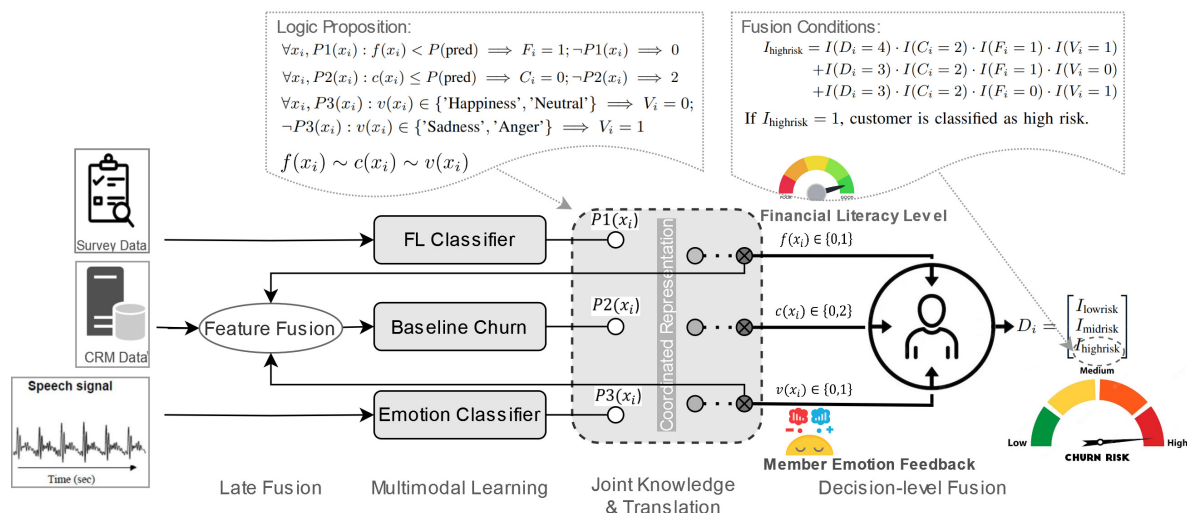 Logic Proposition:
∀x_i, P1(x_i) : f(x_i) < P(pred) ⟹ F_i = 1; ¬P1(x_i) ⟹ 0
∀x_i, P2(x_i) : c(x_i) ≤ P(pred) ⟹ C_i = 0; ¬P2(x_i) ⟹ 2
∀x_i, P3(x_i) : v(x_i) ∈ {'Happiness', 'Neutral'} ⟹ V_i = 0;
¬P3(x_i) : v(x_i) ∈ {'Sadness', 'Anger'} ⟹ V_i = 1
f(x_i) ∼ c(x_i) ∼ v(x_i)
Fusion Conditions:
I_highrisk = I(D_i = 4) · I(C_i = 2) · I(F_i = 1) · I(V_i = 1)
+I(D_i = 3) · I(C_i = 2) · I(F_i = 1) · I(V_i = 0)
+I(D_i = 3) · I(C_i = 2) · I(F_i = 0) · I(V_i = 1)
If I_highrisk = 1, customer is classified as high risk.
POOR GOOD
Financial Literacy Level
Survey Data
FL Classifier
P1(x_i)
f(x_i) ∈ {0,1}
CRM Data
Feature Fusion
Baseline Churn
P2(x_i)
Coordinated Representation
c(x_i) ∈ {0,2}
D_i =
I_lowrisk
I_midrisk
I_highrisk
Speech signal
Time (sec)
Emotion Classifier
P3(x_i)
v(x_i) ∈ {0,1}
Member Emotion Feedback
Medium
Low
High
CHURN RISK
Late Fusion
Multimodal Learning
Joint Knowledge
& Translation
Decision-level Fusion